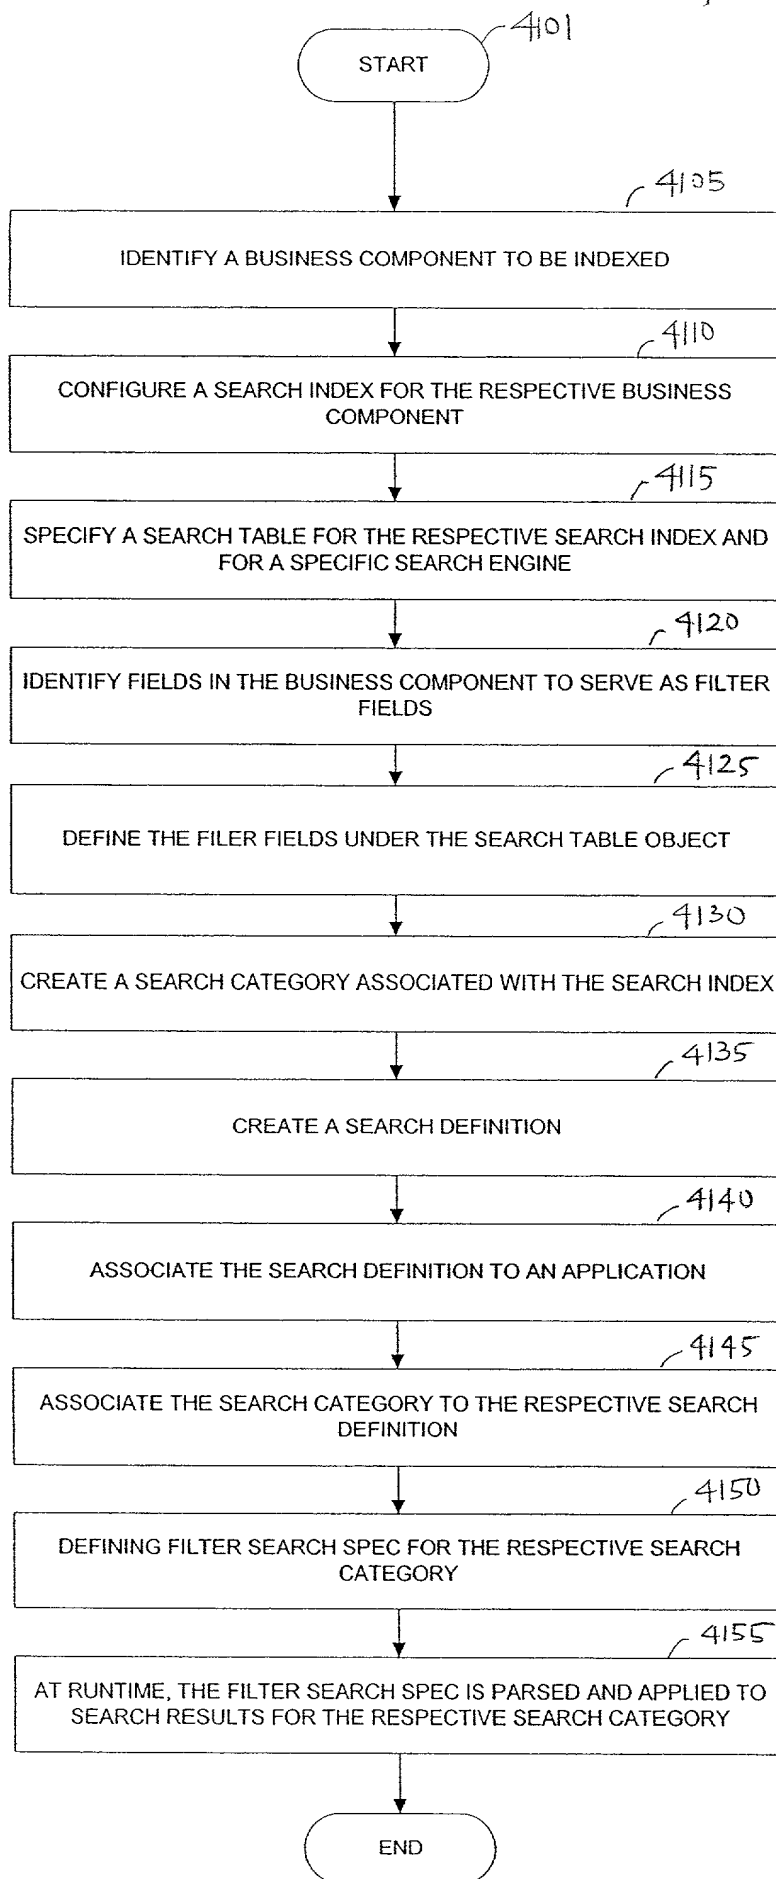 4101
START
4105
IDENTIFY A BUSINESS COMPONENT TO BE INDEXED
4110
CONFIGURE A SEARCH INDEX FOR THE RESPECTIVE BUSINESS
COMPONENT
4115
SPECIFY A SEARCH TABLE FOR THE RESPECTIVE SEARCH INDEX AND
FOR A SPECIFIC SEARCH ENGINE
4120
IDENTIFY FIELDS IN THE BUSINESS COMPONENT TO SERVE AS FILTER
FIELDS
4125
DEFINE THE FILER FIELDS UNDER THE SEARCH TABLE OBJECT
4130
CREATE A SEARCH CATEGORY ASSOCIATED WITH THE SEARCH INDEX
4135
CREATE A SEARCH DEFINITION
4140
ASSOCIATE THE SEARCH DEFINITION TO AN APPLICATION
4145
ASSOCIATE THE SEARCH CATEGORY TO THE RESPECTIVE SEARCH
DEFINITION
4150
DEFINING FILTER SEARCH SPEC FOR THE RESPECTIVE SEARCH
CATEGORY
4155
AT RUNTIME, THE FILTER SEARCH SPEC IS PARSED AND APPLIED TO
SEARCH RESULTS FOR THE RESPECTIVE SEARCH CATEGORY
END